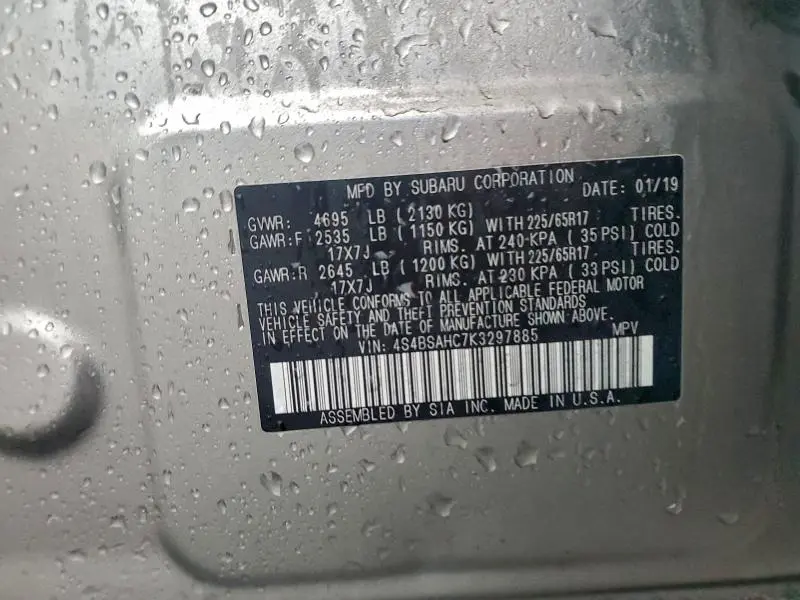 MFD BY SUBARU CORPORATION DATE: 01/19
GVWR: 4695 LB (2130 KG)
GAWR:F 2535 LB (1150 KG) WITH 225/65R17 TIRES.
17X7J RIMS. AT 240 KPA (35 PSI) COLD
GAWR:R 2645 LB (1200 KG) WITH 225/65R17 TIRES.
17X7J RIMS. AT 230 KPA (33 PSI) COLD
THIS VEHICLE CONFORMS TO ALL APPLICABLE FEDERAL MOTOR
VEHICLE SAFETY AND THEFT PREVENTION STANDARDS
IN EFFECT ON THE DATE OF MANUFACTURE SHOWN ABOVE.
VIN: 4S4BSAHC7K3297885 MPV
ASSEMBLED BY SIA INC. MADE IN U.S.A.